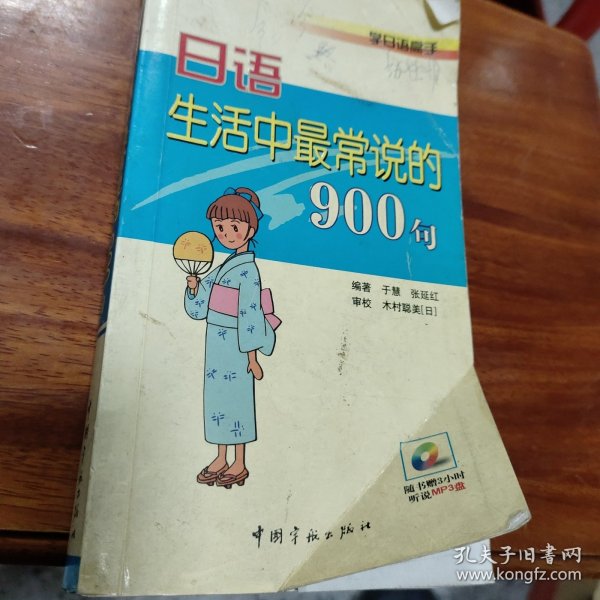 学日语高手
日语
生活中最常说的
900句
编著 于慧 张延红
审校 木村聪美[日]
随书赠3小时
听说MP3盘
中国宇航出版社
孔夫子旧书网
www.kongfz.com